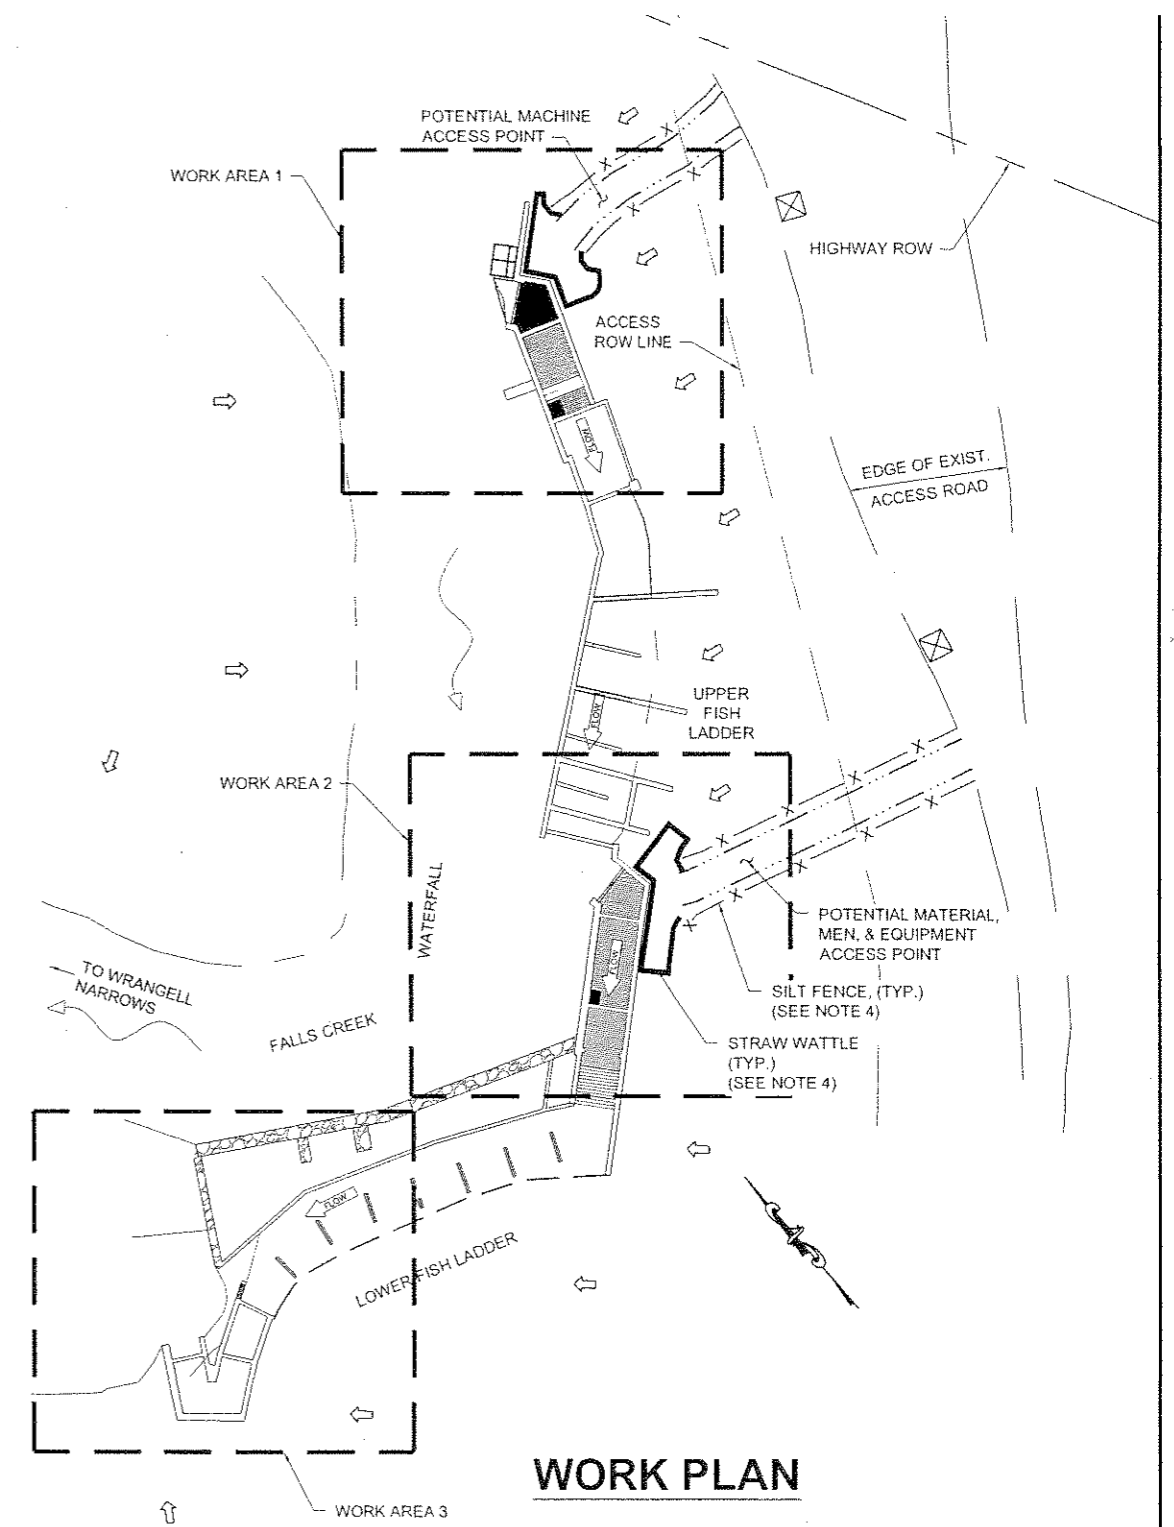 POTENTIAL MACHINE
ACCESS POINT
WORK AREA 1
HIGHWAY ROW
ACCESS
ROW LINE
FLOW
EDGE OF EXIST.
ACCESS ROAD
UPPER
FISH
LADDER
FLOW
WORK AREA 2
WATERFALL
POTENTIAL MATERIAL,
MEN, & EQUIPMENT
ACCESS POINT
FLOW
TO WRANGELL
NARROWS
SILT FENCE, (TYP.)
(SEE NOTE 4)
FALLS CREEK
STRAW WATTLE
(TYP.)
(SEE NOTE 4)
FLOW
LOWER FISH LADDER
WORK PLAN
WORK AREA 3